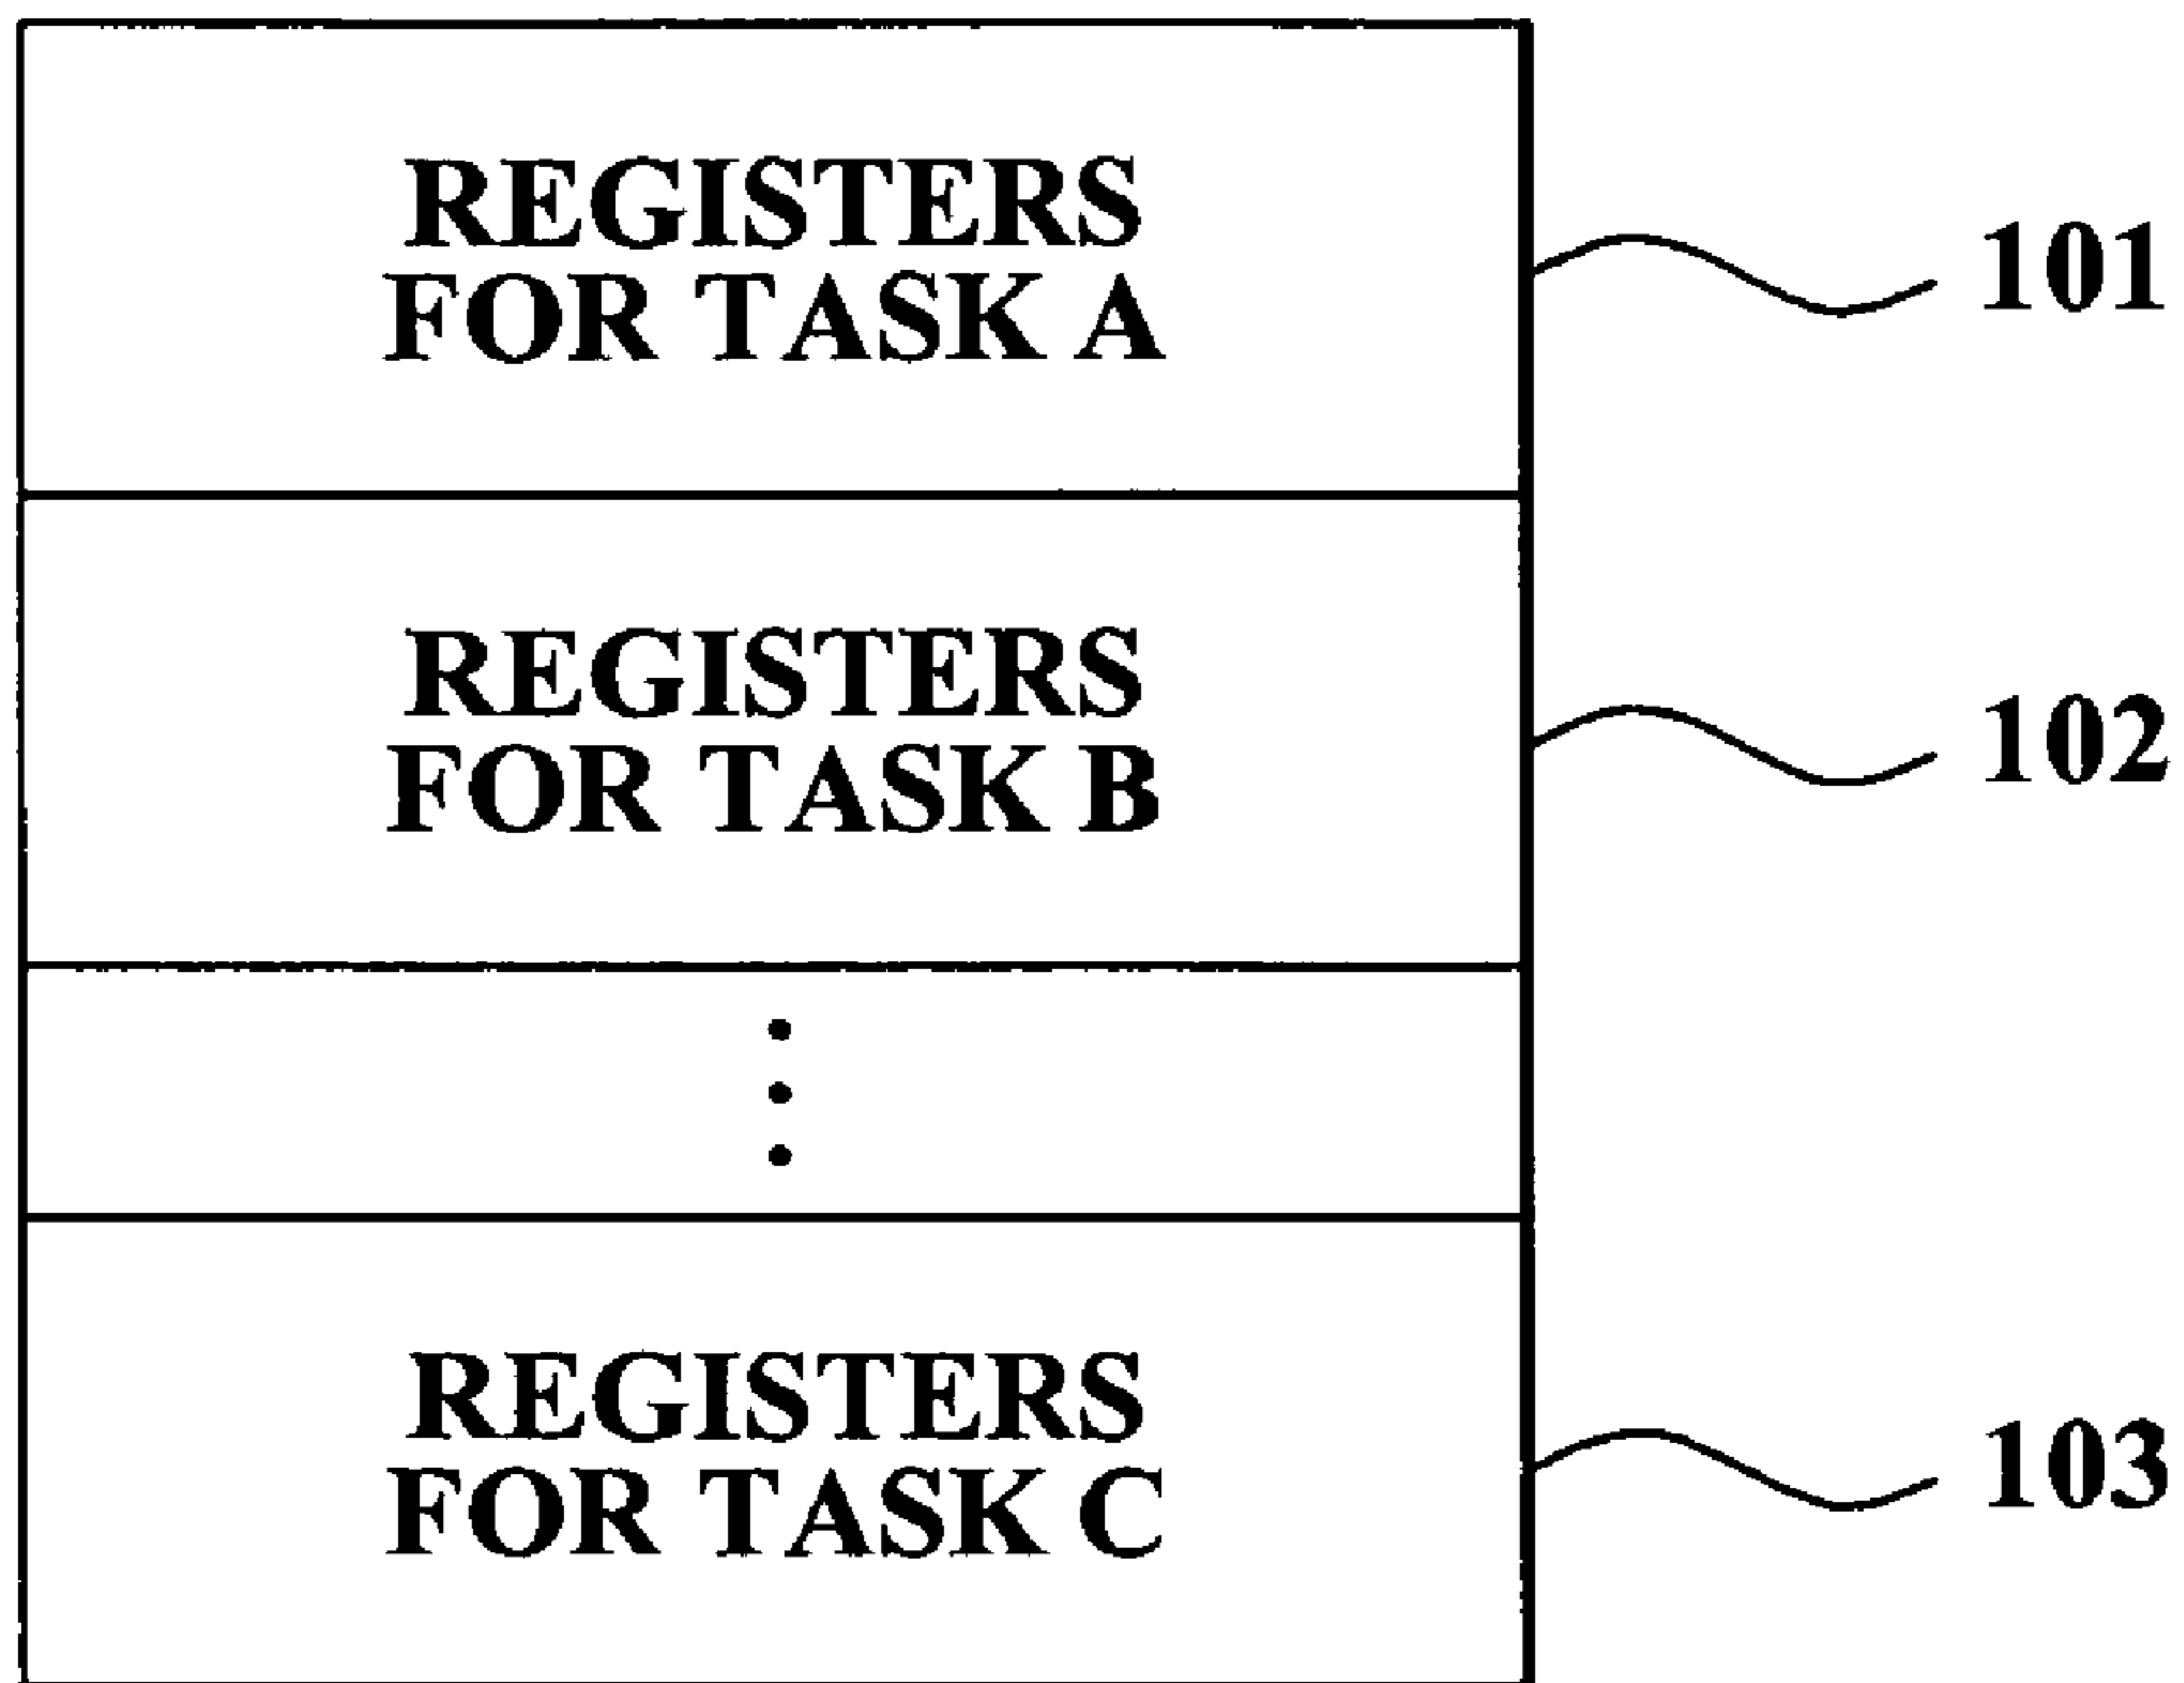 REGISTERS
FOR TASK A
101
REGISTERS
FOR TASK B
102
REGISTERS
FOR TASK C
103